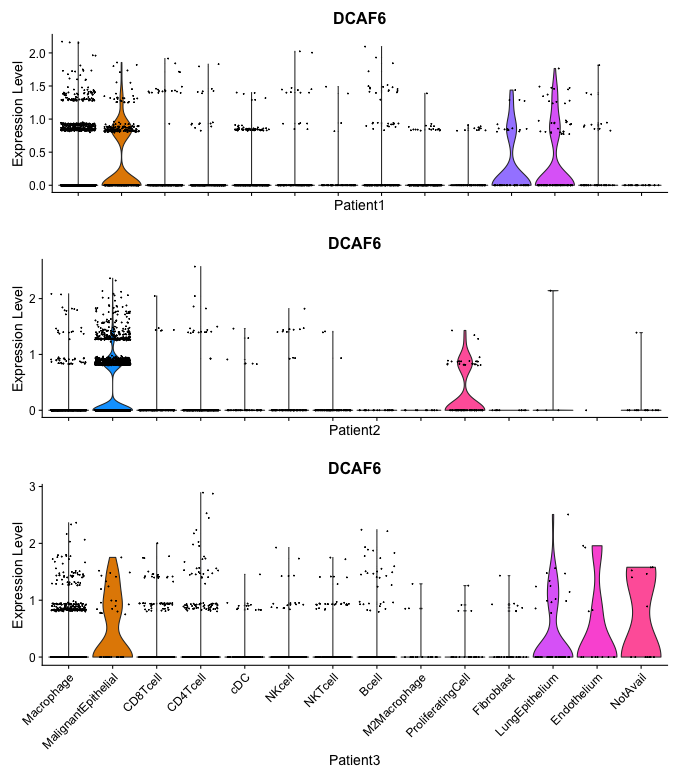 DCAF6
Expression Level
2.0
1.5
1.0
0.5
0.0
Patient1
DCAF6
Expression Level
2
1
0
Patient2
DCAF6
Expression Level
3
2
1
0
Macrophage
MalignantEpithelial
CD8Tcell
CD4Tcell
cDC
NKcell
NKTcell
Bcell
M2Macrophage
ProliferatingCell
Fibroblast
LungEpithelium
Endothelium
NotAvail
Patient3